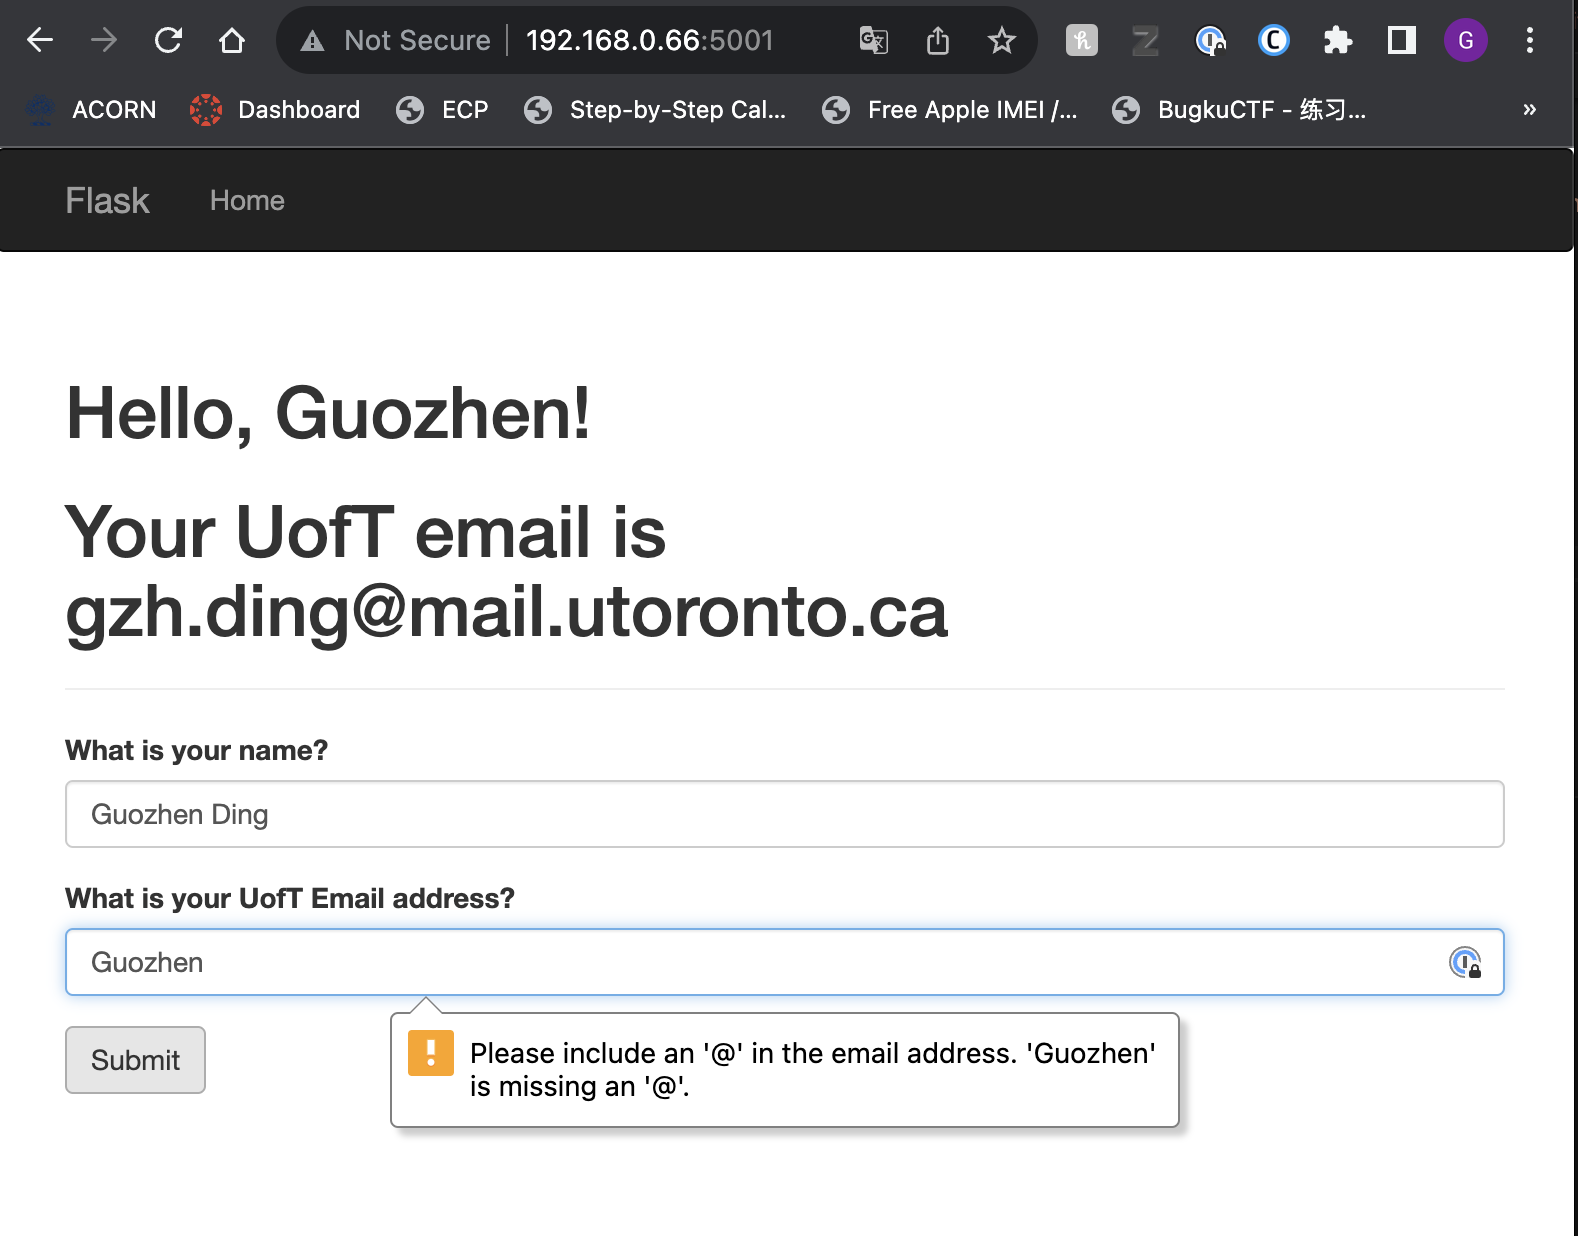 Not Secure 192.168.0.66:5001
G
ACORN Dashboard ECP Step-by-Step Cal... Free Apple IMEI /... BugkuCTF - 练习... »
Flask Home
Hello, Guozhen!
Your UofT email is
gzh.ding@mail.utoronto.ca
What is your name?
Guozhen Ding
What is your UofT Email address?
Guozhen
Submit
Please include an '@' in the email address. 'Guozhen'
is missing an '@'.